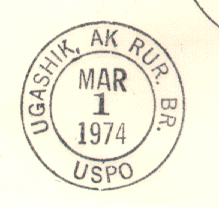 UGASHIK, AK RUR. BR.
MAR
1
1974
USPO